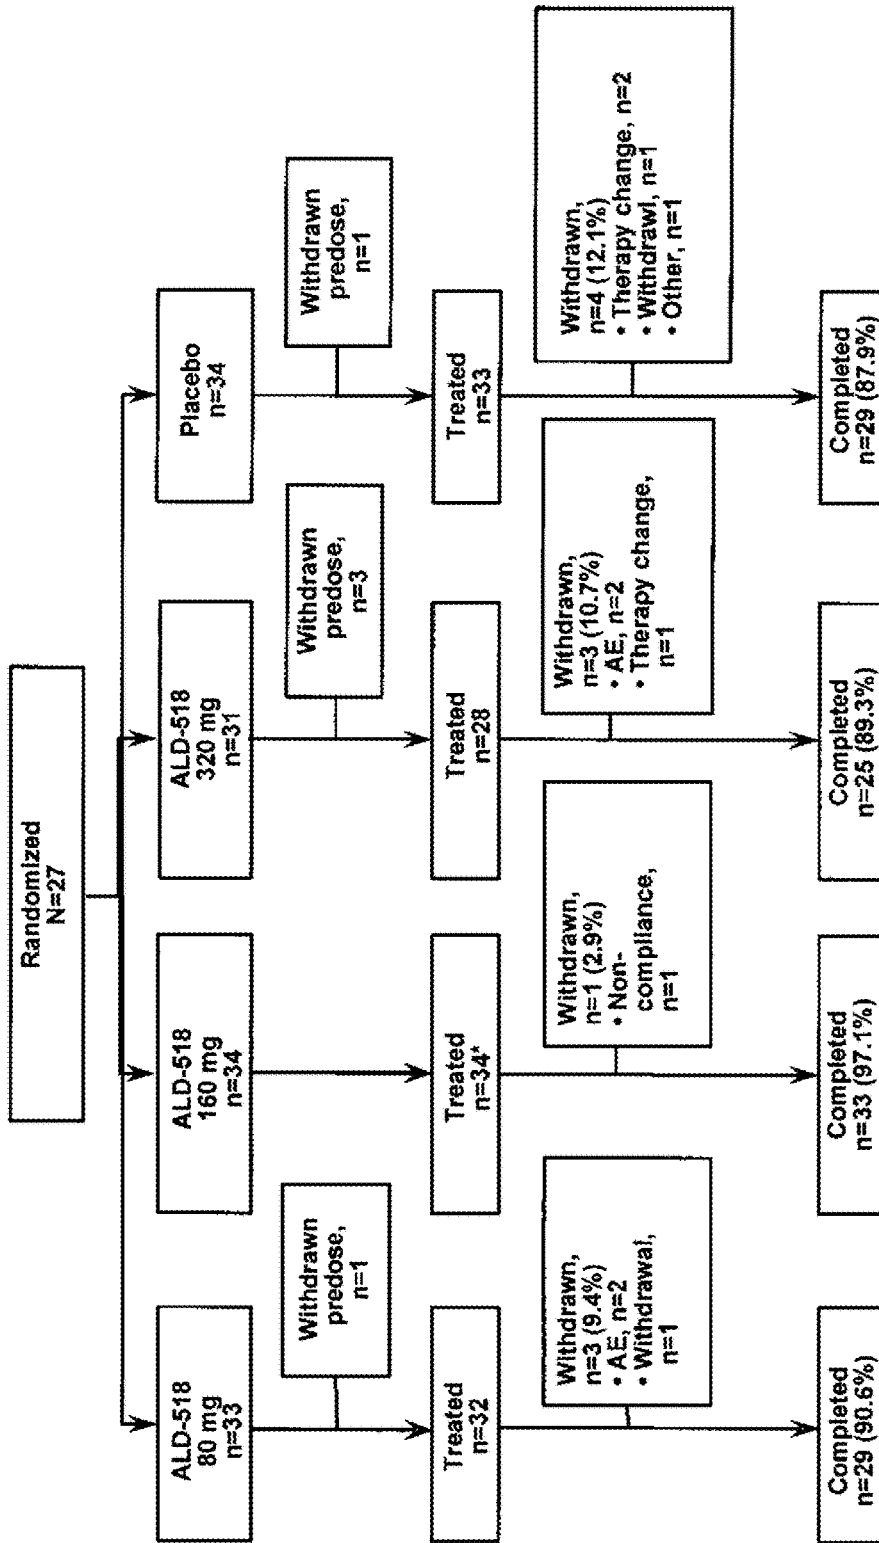 Randomized
N=27
ALD-518
80 mg
n=33
ALD-518
160 mg
n=34
ALD-518
320 mg
n=31
Placebo
n=34
Withdrawn
predose,
n=1
Withdrawn
predose,
n=3
Withdrawn
predose,
n=1
Treated
n=32
Treated
n=34*
Treated
n=28
Treated
n=33
Withdrawn,
n=3 (9.4%)
• AE, n=2
• Withdrawal,
n=1
Withdrawn,
n=1 (2.9%)
• Non-
compliance,
n=1
Withdrawn,
n=3 (10.7%)
• AE, n=2
• Therapy change,
n=1
Withdrawn,
n=4 (12.1%)
• Therapy change, n=2
• Withdrawl, n=1
• Other, n=1
Completed
n=29 (90.6%)
Completed
n=33 (97.1%)
Completed
n=25 (89.3%)
Completed
n=29 (87.9%)